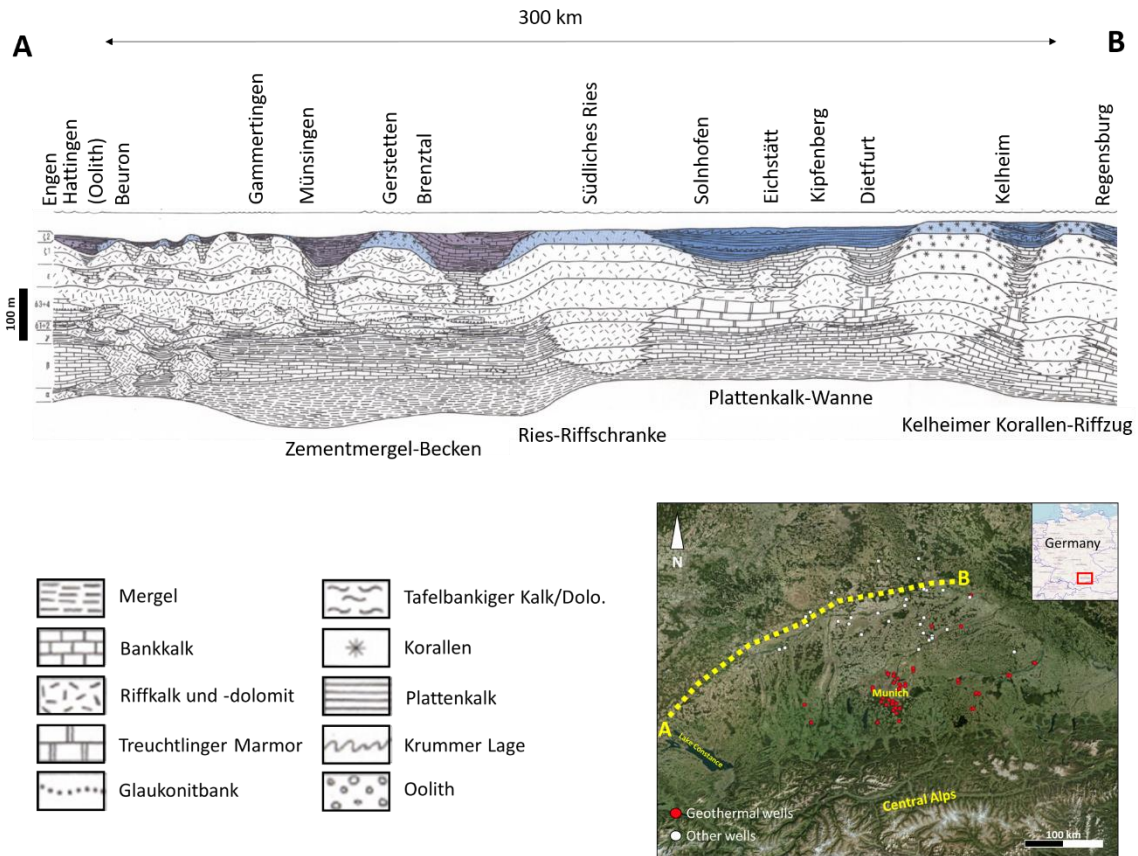 300 km
A
B
Engen
Hattingen
(Oolith)
Beuron
Gammertingen
Münsingen
Gerstetten
Brenztal
Südliches Ries
Solnhofen
Eichstätt
Kipfenberg
Dietfurt
Kelheim
Regensburg
100 m
Zementmergel-Becken
Ries-Riffschranke
Plattenkalk-Wanne
Kelheimer Korallen-Riffzug
Mergel
Bankkalk
Riffkalk und -dolomit
Treuchtlinger Marmor
Glaukonitbank
Tafelbankiger Kalk/Dolo.
Korallen
Plattenkalk
Krummer Lage
Oolith
N
Germany
B
Munich
A
Lake Constance
Central Alps
Geothermal wells
Other wells
100 km